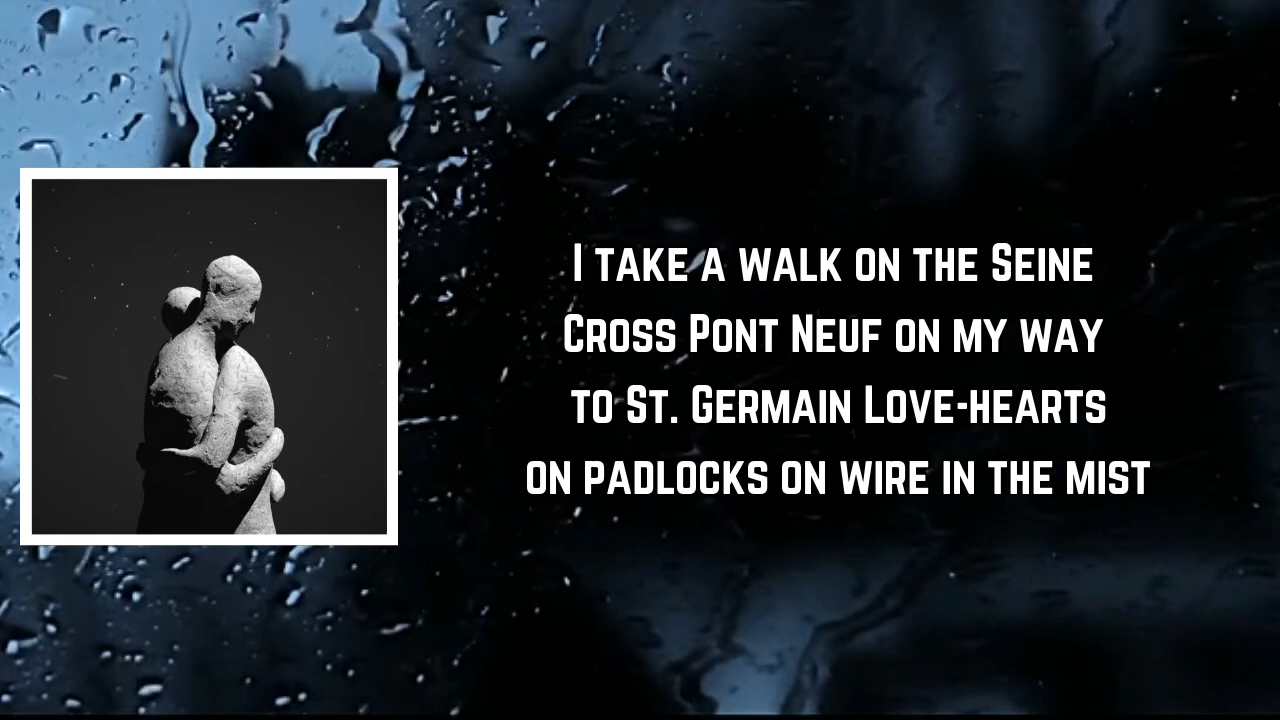 I take a walk on the Seine
Cross Pont Neuf on my way
to St. Germain Love-hearts
on padlocks on wire in the mist